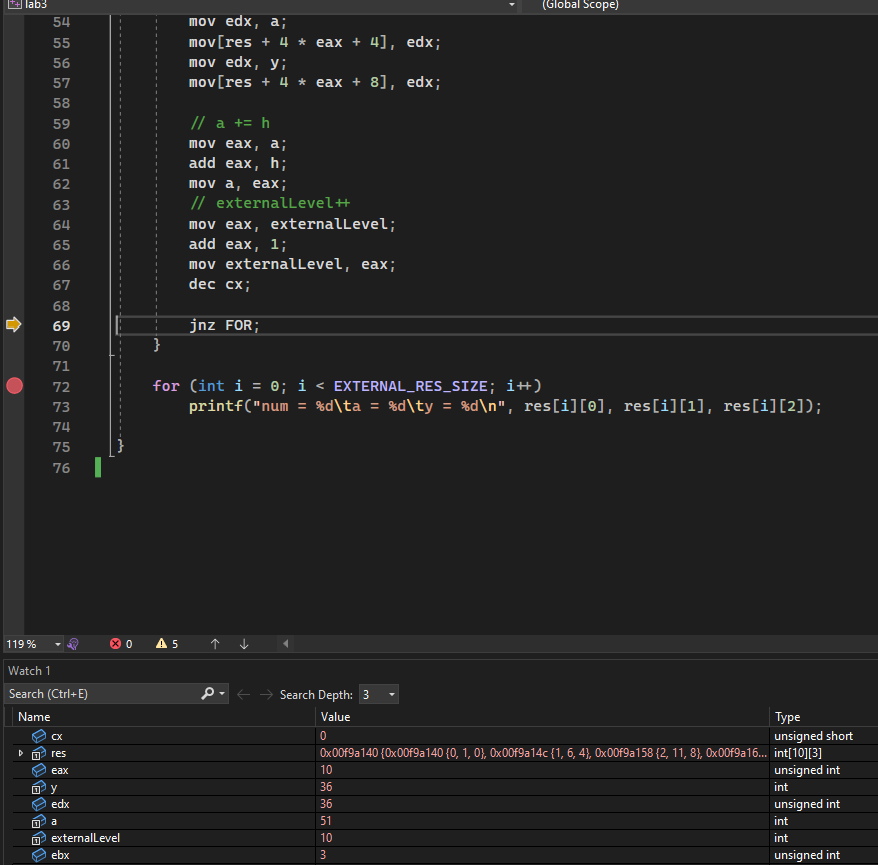 lab3 (Global Scope)
54 mov edx, a;
55 mov[res + 4 * eax + 4], edx;
56 mov edx, y;
57 mov[res + 4 * eax + 8], edx;
58
59 // a += h
60 mov eax, a;
61 add eax, h;
62 mov a, eax;
63 // externalLevel++
64 mov eax, externalLevel;
65 add eax, 1;
66 mov externalLevel, eax;
67 dec cx;
68
69 jnz FOR;
70 }
71
72 for (int i = 0; i < EXTERNAL_RES_SIZE; i++)
73 printf("num = %d\ta = %d\ty = %d\n", res[i][0], res[i][1], res[i][2]);
74
75 }
76
119 % 0 5
Watch 1
Search (Ctrl+E) Search Depth: 3
Name Value Type
cx 0 unsigned short
res 0x00f9a140 {0x00f9a140 {0, 1, 0}, 0x00f9a14c {1, 6, 4}, 0x00f9a158 {2, 11, 8}, 0x00f9a16... int[10][3]
eax 10 unsigned int
y 36 int
edx 36 unsigned int
a 51 int
externalLevel 10 int
ebx 3 unsigned int